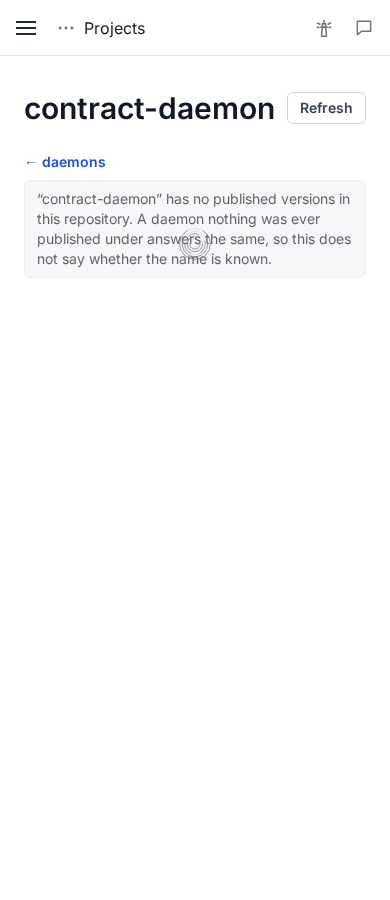 Projects
contract-daemon
Refresh
← daemons
“contract-daemon” has no published versions in
this repository. A daemon nothing was ever
published under answers the same, so this does
not say whether the name is known.